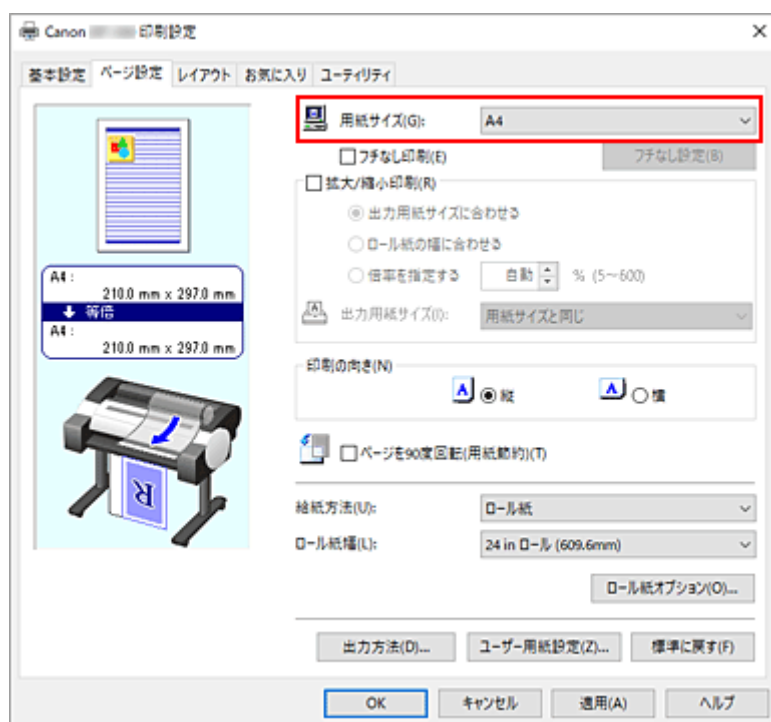 Canon 印刷設定
基本設定 ページ設定 レイアウト お気に入り ユーティリティ
用紙サイズ(G): A4
フチなし印刷(E) フチなし設定(B)
拡大/縮小印刷(R)
出力用紙サイズに合わせる
ロール紙の幅に合わせる
倍率を指定する 自動 % (5~600)
出力用紙サイズ(I): 用紙サイズと同じ
A4 :
210.0 mm x 297.0 mm
等倍
A4 :
210.0 mm x 297.0 mm
印刷の向き(N)
A 縦 A 横
ページを90度回転(用紙節約)(T)
R
給紙方法(U): ロール紙
ロール紙幅(L): 24 in ロール (609.6mm)
ロール紙オプション(O)...
出力方法(D)... ユーザー用紙設定(Z)... 標準に戻す(F)
OK キャンセル 適用(A) ヘルプ